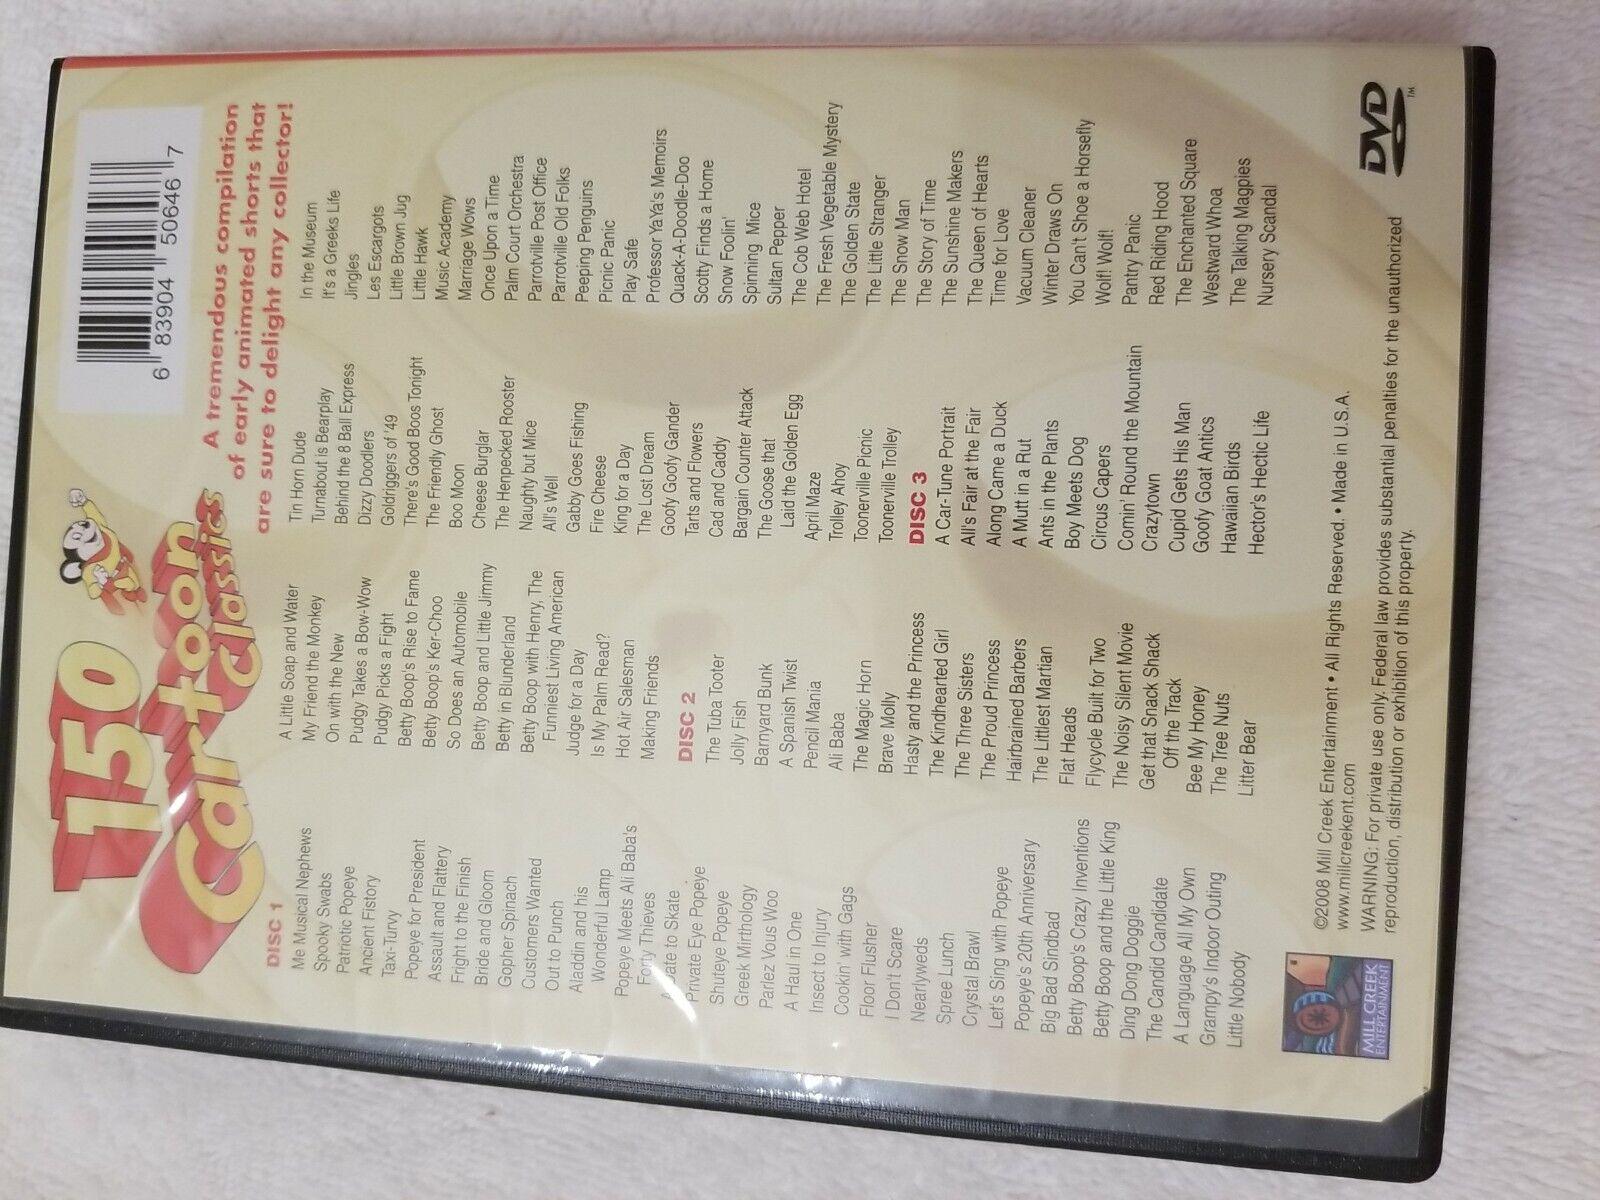 150
Cartoon
Classics
A tremendous compilation
of early animated shorts that
are sure to delight any collector!
6 83904 50646 7
DISC 1
Me Musical Nephews
Spooky Swabs
Patriotic Popeye
Ancient Fistory
Taxi-Turvy
Popeye for President
Assault and Flattery
Fright to the Finish
Bride and Gloom
Gopher Spinach
Customers Wanted
Out to Punch
Aladdin and his
Wonderful Lamp
Popeye Meets Ali Baba's
Forty Thieves
A Date to Skate
Private Eye Popeye
Shuteye Popeye
Greek Mirthology
Parlez Vous Woo
A Haul in One
Insect to Injury
Cookin' with Gags
Floor Flusher
I Don't Scare
Nearlyweds
Spree Lunch
Crystal Brawl
Let's Sing with Popeye
Popeye's 20th Anniversary
Big Bad Sindbad
Betty Boop's Crazy Inventions
Betty Boop and the Little King
Ding Dong Doggie
The Candid Candidate
A Language All My Own
Grampy's Indoor Outing
Little Nobody
A Little Soap and Water
My Friend the Monkey
On with the New
Pudgy Takes a Bow-Wow
Pudgy Picks a Fight
Betty Boop's Rise to Fame
Betty Boop's Ker-Choo
So Does an Automobile
Betty Boop and Little Jimmy
Betty in Blunderland
Betty Boop with Henry, The
Funniest Living American
Judge for a Day
Is My Palm Read?
Hot Air Salesman
Making Friends
DISC 2
The Tuba Tooter
Jolly Fish
Barnyard Bunk
A Spanish Twist
Pencil Mania
Ali Baba
The Magic Horn
Brave Molly
Hasty and the Princess
The Kindhearted Girl
The Three Sisters
The Proud Princess
Hairbrained Barbers
The Littlest Martian
Flat Heads
Flycycle Built for Two
The Noisy Silent Movie
Get that Snack Shack
Off the Track
Bee My Honey
The Tree Nuts
Litter Bear
Tin Horn Dude
Turnabout is Bearplay
Behind the 8 Ball Express
Dizzy Doodlers
Goldriggers of '49
There's Good Boos Tonight
The Friendly Ghost
Boo Moon
Cheese Burglar
The Henpecked Rooster
Naughty but Mice
All's Well
Gabby Goes Fishing
Fire Cheese
King for a Day
The Lost Dream
Goofy Goofy Gander
Tarts and Flowers
Cad and Caddy
Bargain Counter Attack
The Goose that
Laid the Golden Egg
April Maze
Trolley Ahoy
Toonerville Picnic
Toonerville Trolley
DISC 3
A Car-Tune Portrait
All's Fair at the Fair
Along Came a Duck
A Mutt in a Rut
Ants in the Plants
Boy Meets Dog
Circus Capers
Comin' Round the Mountain
Crazytown
Cupid Gets His Man
Goofy Goat Antics
Hawaiian Birds
Hector's Hectic Life
In the Museum
It's a Greeks Life
Jingles
Les Escargots
Little Brown Jug
Little Hawk
Music Academy
Marriage Wows
Once Upon a Time
Palm Court Orchestra
Parrotville Post Office
Parrotville Old Folks
Peeping Penguins
Picnic Panic
Play Safe
Professor YaYa's Memoirs
Quack-A-Doodle-Doo
Scotty Finds a Home
Snow Foolin'
Spinning Mice
Sultan Pepper
The Cob Web Hotel
The Fresh Vegetable Mystery
The Golden State
The Little Stranger
The Snow Man
The Story of Time
The Sunshine Makers
The Queen of Hearts
Time for Love
Vacuum Cleaner
Winter Draws On
You Can't Shoe a Horsefly
Wolf! Wolf!
Pantry Panic
Red Riding Hood
The Enchanted Square
Westward Whoa
The Talking Magpies
Nursery Scandal
MILL CREEK
ENTERTAINMENT
©2008 Mill Creek Entertainment • All Rights Reserved. • Made in U.S.A.
www.millcreekent.com
WARNING: For private use only. Federal law provides substantial penalties for the unauthorized
reproduction, distribution or exhibition of this property.
DVD
TM